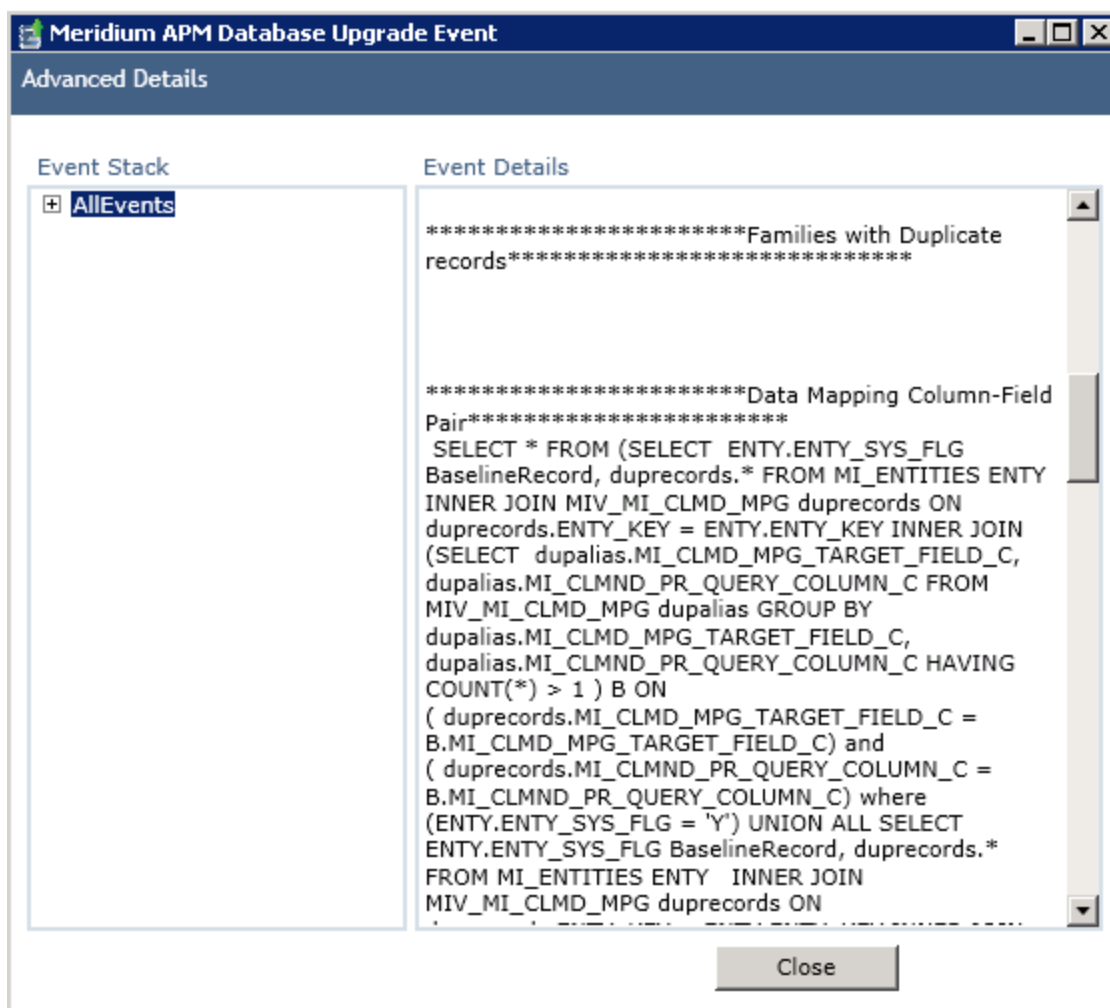 Meridium APM Database Upgrade Event
Advanced Details
Event Stack
AllEvents
Event Details
***********************Families with Duplicate
records*****************************
***********************Data Mapping Column-Field
Pair***********************
SELECT * FROM (SELECT ENTY.ENTY_SYS_FLG
BaselineRecord, duprecords.* FROM MI_ENTITIES ENTY
INNER JOIN MIV_MI_CLMD_MPG duprecords ON
duprecords.ENTY_KEY = ENTY.ENTY_KEY INNER JOIN
(SELECT dupalias.MI_CLMD_MPG_TARGET_FIELD_C,
dupalias.MI_CLMND_PR_QUERY_COLUMN_C FROM
MIV_MI_CLMD_MPG dupalias GROUP BY
dupalias.MI_CLMD_MPG_TARGET_FIELD_C,
dupalias.MI_CLMND_PR_QUERY_COLUMN_C HAVING
COUNT(*) > 1 ) B ON
( duprecords.MI_CLMD_MPG_TARGET_FIELD_C =
B.MI_CLMD_MPG_TARGET_FIELD_C) and
( duprecords.MI_CLMND_PR_QUERY_COLUMN_C =
B.MI_CLMND_PR_QUERY_COLUMN_C) where
(ENTY.ENTY_SYS_FLG = 'Y') UNION ALL SELECT
ENTY.ENTY_SYS_FLG BaselineRecord, duprecords.*
FROM MI_ENTITIES ENTY INNER JOIN
MIV_MI_CLMD_MPG duprecords ON
Close